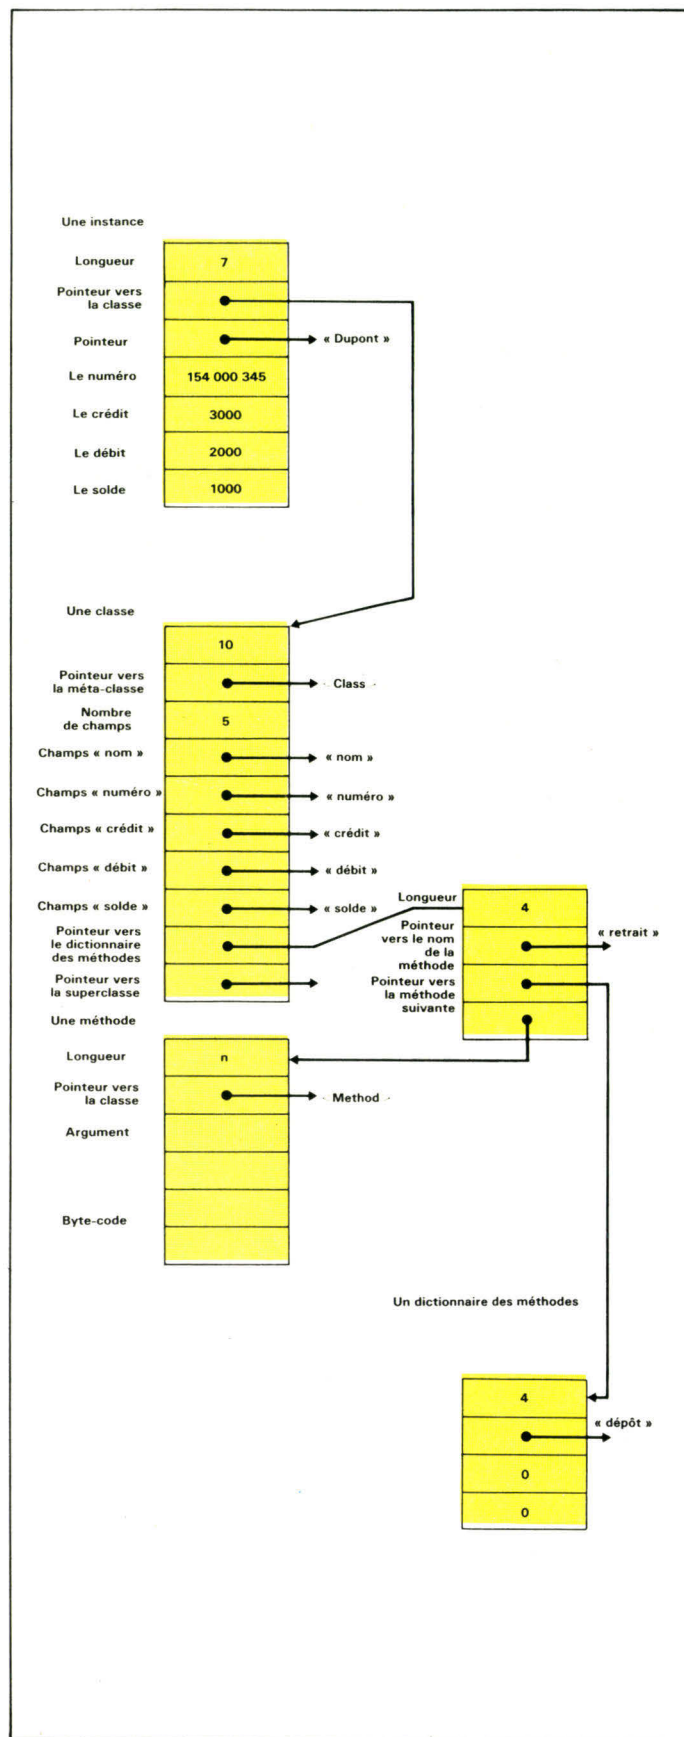 Une instance
Longueur
7
Pointeur vers
la classe
Pointeur
« Dupont »
Le numéro
154 000 345
Le crédit
3000
Le débit
2000
Le solde
1000
Une classe
10
Pointeur vers
la méta-classe
Class
Nombre
de champs
5
Champs « nom »
« nom »
Champs « numéro »
« numéro »
Champs « crédit »
« crédit »
Champs « débit »
« débit »
Champs « solde »
« solde »
Pointeur vers
le dictionnaire
des méthodes
Pointeur vers
la superclasse
Longueur
4
Pointeur
vers le nom
de la
méthode
« retrait »
Pointeur vers
la méthode
suivante
Une méthode
Longueur
n
Pointeur vers
la classe
Method
Argument
Byte-code
Un dictionnaire des méthodes
4
« dépôt »
0
0